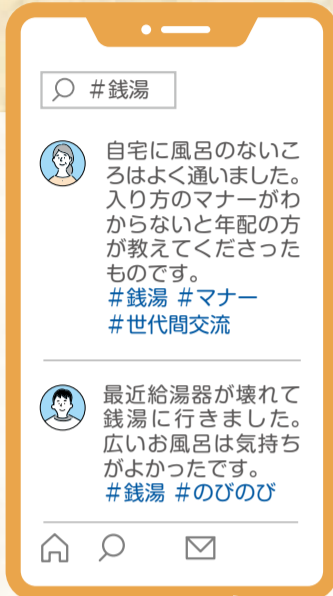 #銭湯
自宅に風呂のないこ
ろはよく通いました。
入り方のマナーがわ
からないと年配の方
が教えてくださった
ものです。
#銭湯 #マナー
#世代間交流
最近給湯器が壊れて
銭湯に行きました。
広いお風呂は気持ち
がよかったです。
#銭湯 #のびのび